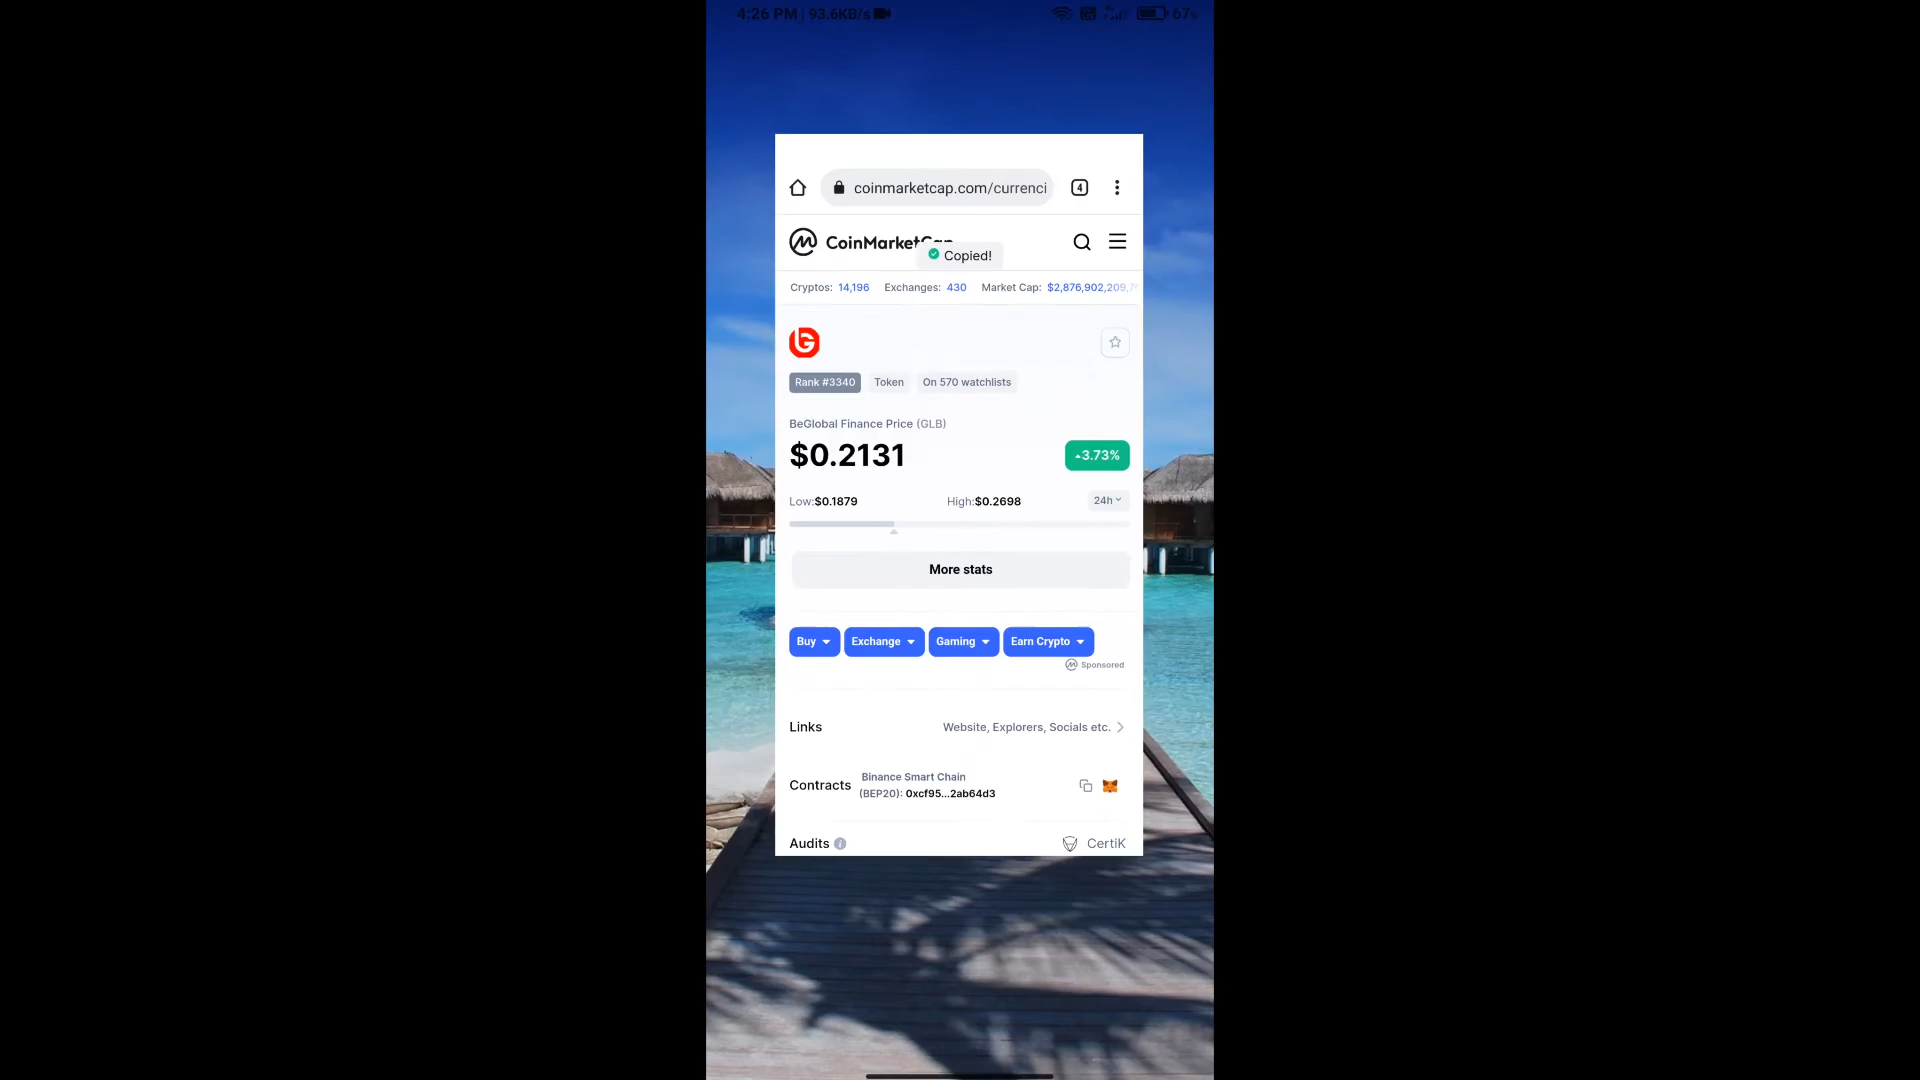 4:26 PM | 93.6KB/s
67%
coinmarketcap.com/currenci
4
CoinMarketCap
Copied!
Cryptos: 14,196 Exchanges: 430 Market Cap: $2,876,902,209,7
Rank #3340 Token On 570 watchlists
BeGlobal Finance Price (GLB)
$0.2131
3.73%
Low:$0.1879 High:$0.2698 24h
More stats
Buy Exchange Gaming Earn Crypto
Sponsored
Links Website, Explorers, Socials etc.
Contracts Binance Smart Chain
(BEP20): 0xcf95...2ab64d3
Audits CertiK